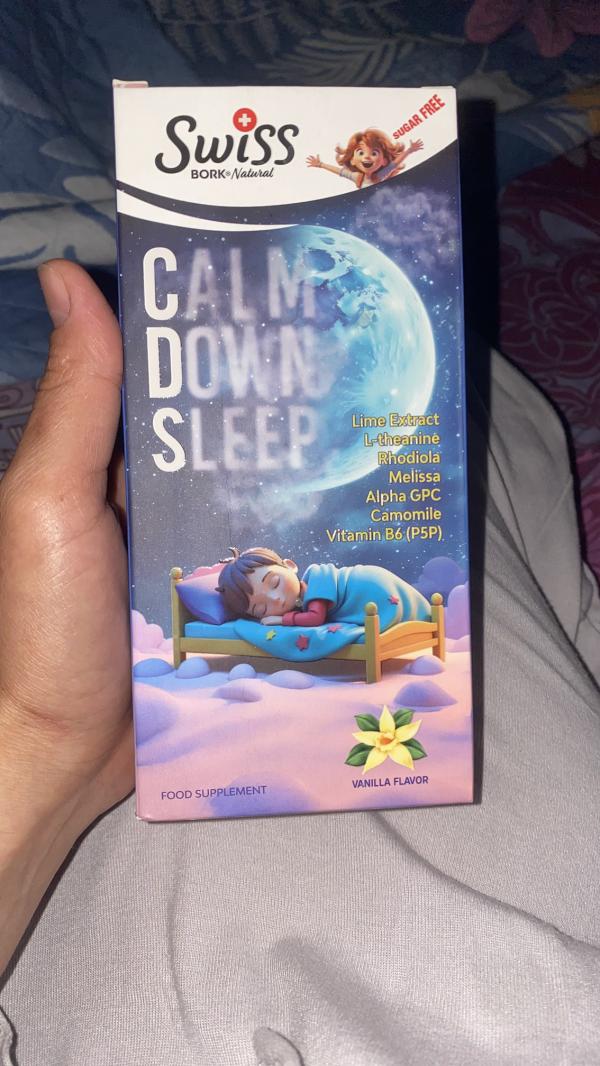 Swiss
BORK® Natural
SUGAR FREE
CALM
DOWN
SLEEP
Lime Extract
L-theanine
Rhodiola
Melissa
Alpha GPC
Camomile
Vitamin B6 (P5P)
VANILLA FLAVOR
FOOD SUPPLEMENT